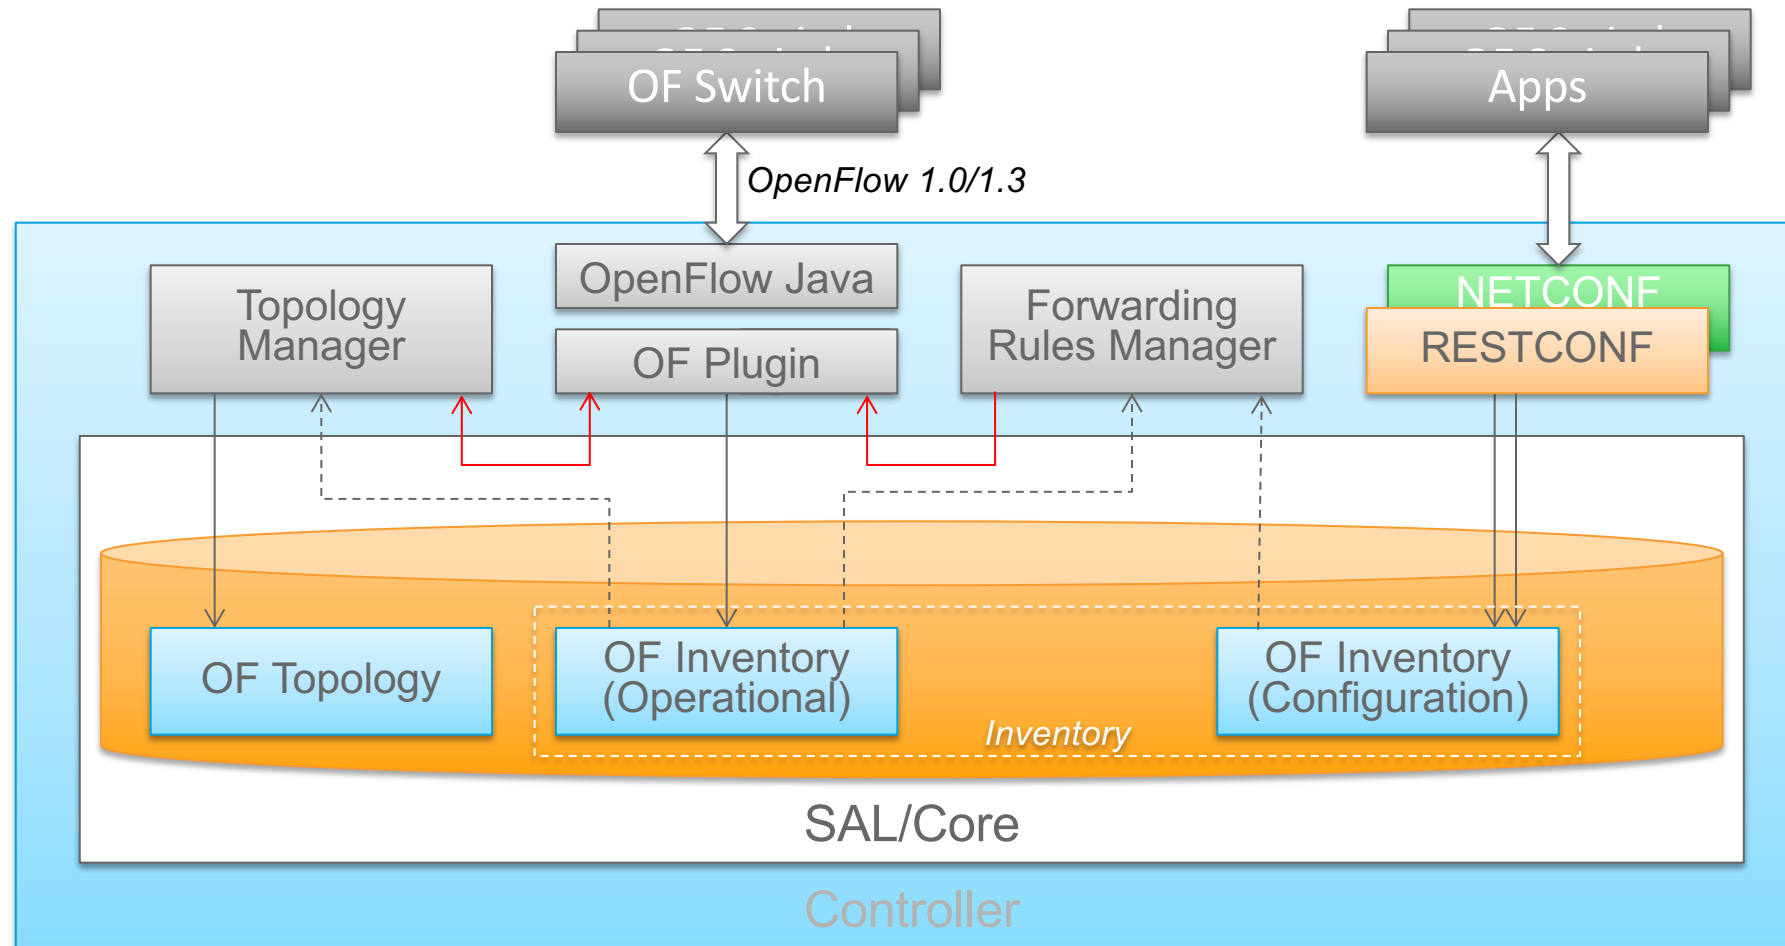 OF Switch
Apps
OpenFlow 1.0/1.3
Topology
Manager
OpenFlow Java
OF Plugin
Forwarding
Rules Manager
NETCONF
RESTCONF
OF Topology
OF Inventory
(Operational)
OF Inventory
(Configuration)
Inventory
SAL/Core
Controller